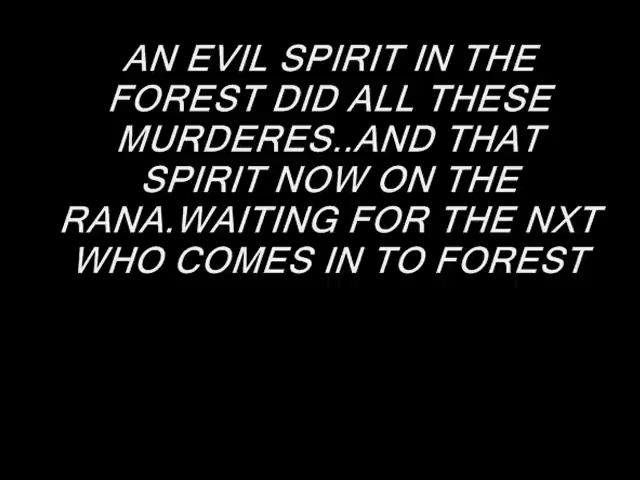 AN EVIL SPIRIT IN THE
FOREST DID ALL THESE
MURDERES..AND THAT
SPIRIT NOW ON THE
RANA.WAITING FOR THE NXT
WHO COMES IN TO FOREST